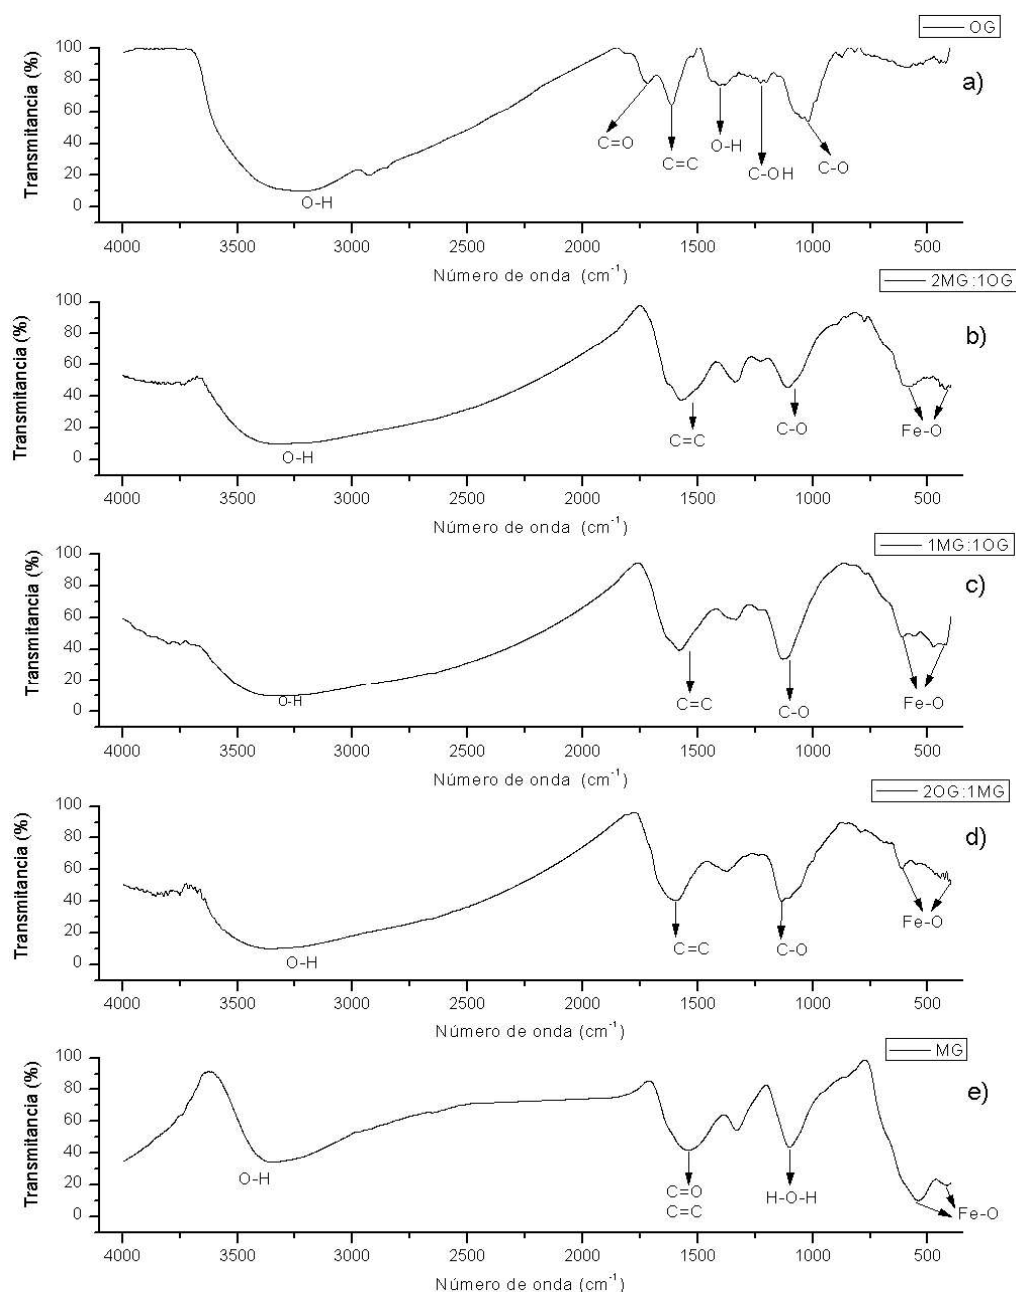 OG
a)
Transmitancia (%)
100
80
60
40
20
0
C=O
C=C
O-H
C-OH
C-O
O-H
4000 3500 3000 2500 2000 1500 1000 500
Número de onda (cm⁻¹)
2MG:1OG
b)
Transmitancia (%)
100
80
60
40
20
0
O-H
C=C
C-O
Fe-O
4000 3500 3000 2500 2000 1500 1000 500
Número de onda (cm⁻¹)
1MG:1OG
c)
Transmitancia (%)
100
80
60
40
20
0
O-H
C=C
C-O
Fe-O
4000 3500 3000 2500 2000 1500 1000 500
Número de onda (cm⁻¹)
2OG:1MG
d)
Transmitancia (%)
100
80
60
40
20
0
O-H
C=C
C-O
Fe-O
4000 3500 3000 2500 2000 1500 1000 500
Número de onda (cm⁻¹)
MG
e)
Transmitancia (%)
100
80
60
40
20
0
O-H
C=O
C=C
H-O-H
Fe-O
4000 3500 3000 2500 2000 1500 1000 500
Número de onda (cm⁻¹)